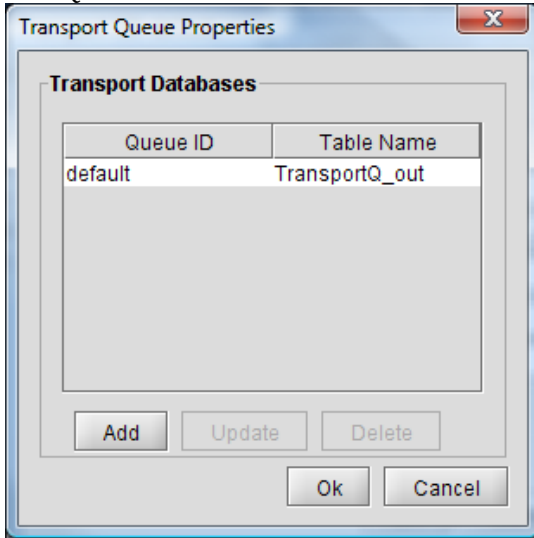 Transport Queue Properties
Transport Databases
Queue ID Table Name
default TransportQ_out
Add Update Delete
Ok Cancel